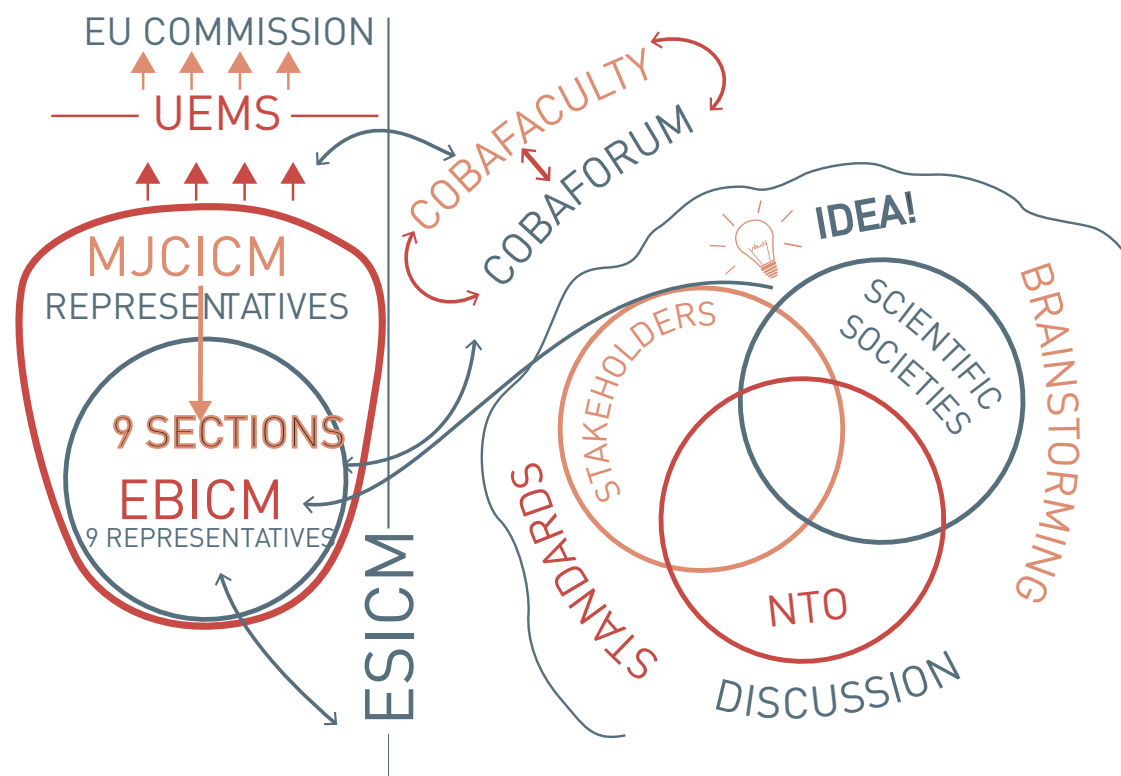 EU COMMISSION
UEMS
MJCICM
REPRESENTATIVES
9 SECTIONS
EBICM
9 REPRESENTATIVES
ESICM
COBAFACULTY
COBAFORUM
IDEA!
STAKEHOLDERS
SCIENTIFIC
SOCIETIES
NTO
STANDARDS
DISCUSSION
BRAINSTORMING